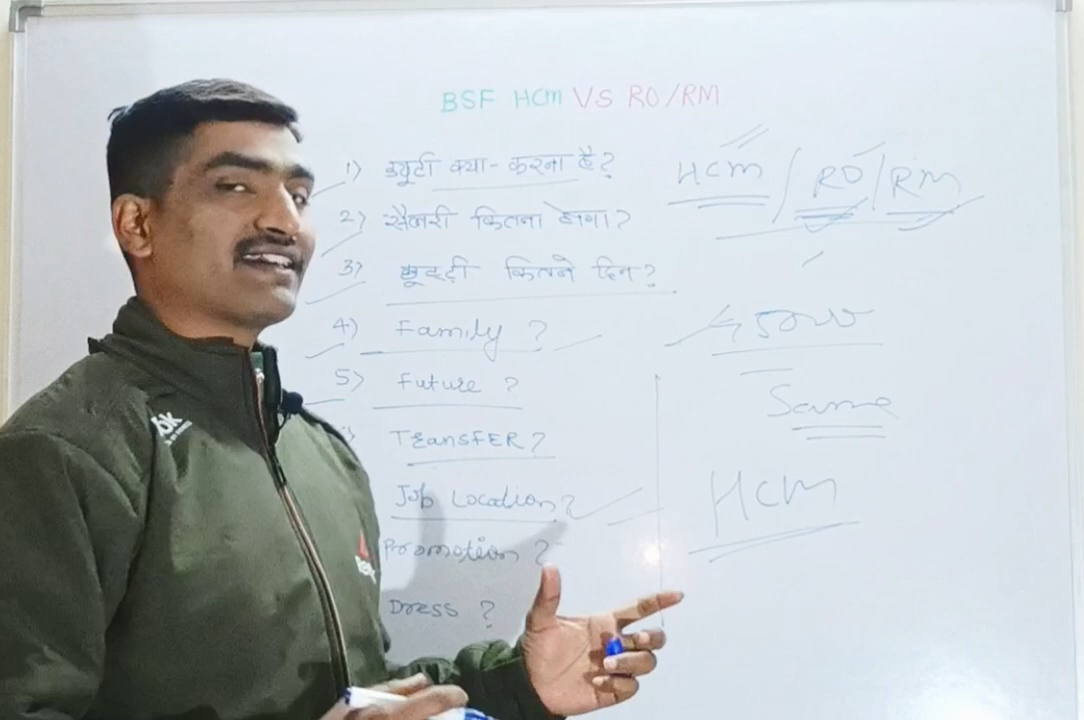 BSF HCM VS RO/RM
1) ड्यूटी क्या-करना है?
2) सैलरी कितना होगा?
3) छुट्टी कितने दिन?
4) Family ?
5) Future ?
TRansFER?
Job Location?
Promotion ?
Dress ?
HCM / RO / RM
Same
HCM